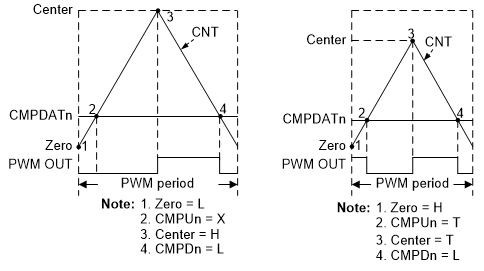 Center
3
CNT
CMPDATn
2
4
Zero
1
PWM OUT
PWM period
Note: 1. Zero = L
2. CMPUn = X
3. Center = H
4. CMPDn = L
Center
3
CNT
CMPDATn
2
4
Zero
1
PWM OUT
PWM period
Note: 1. Zero = H
2. CMPUn = T
3. Center = T
4. CMPDn = L